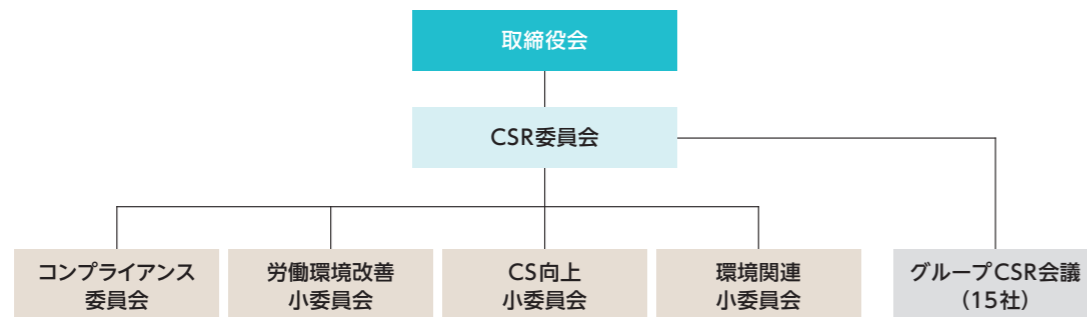 取締役会
CSR委員会
コンプライアンス
委員会
労働環境改善
小委員会
CS向上
小委員会
環境関連
小委員会
グループCSR会議
（15社）